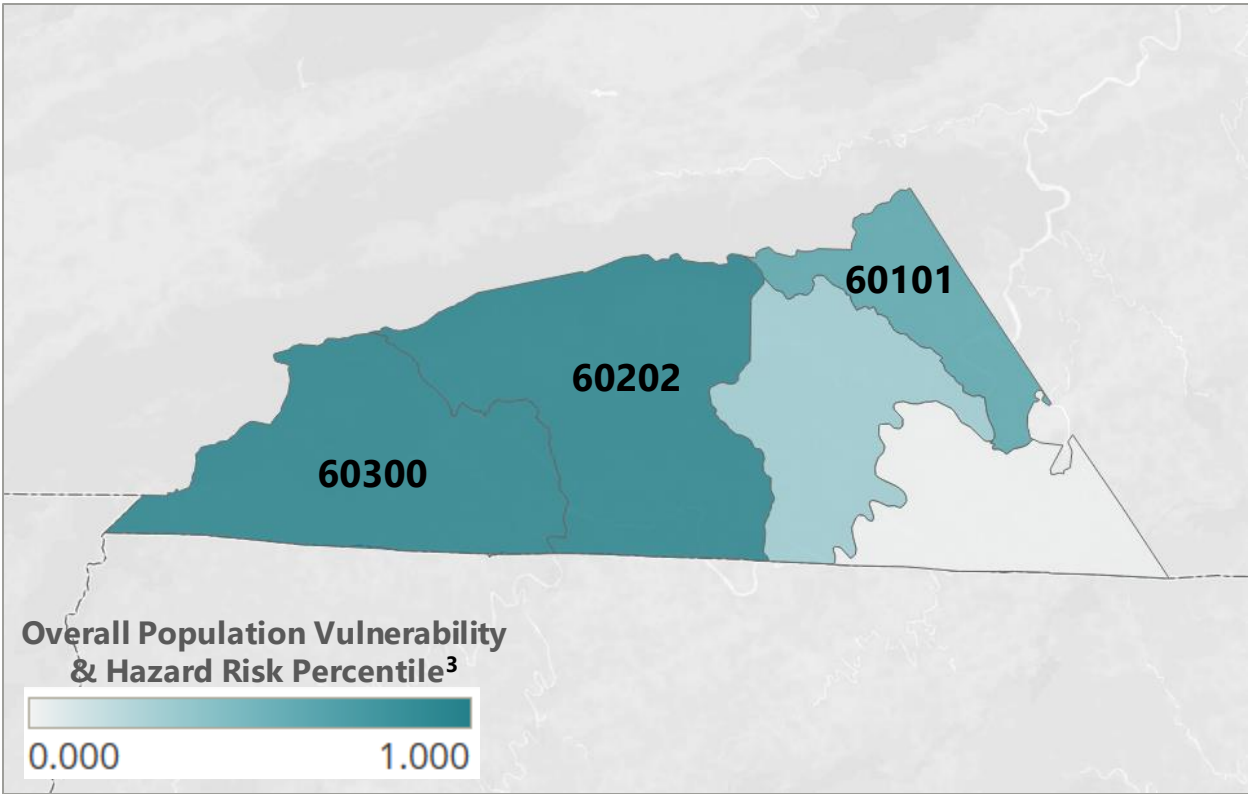 60101
60202
60300
Overall Population Vulnerability
& Hazard Risk Percentile³
0.000 1.000